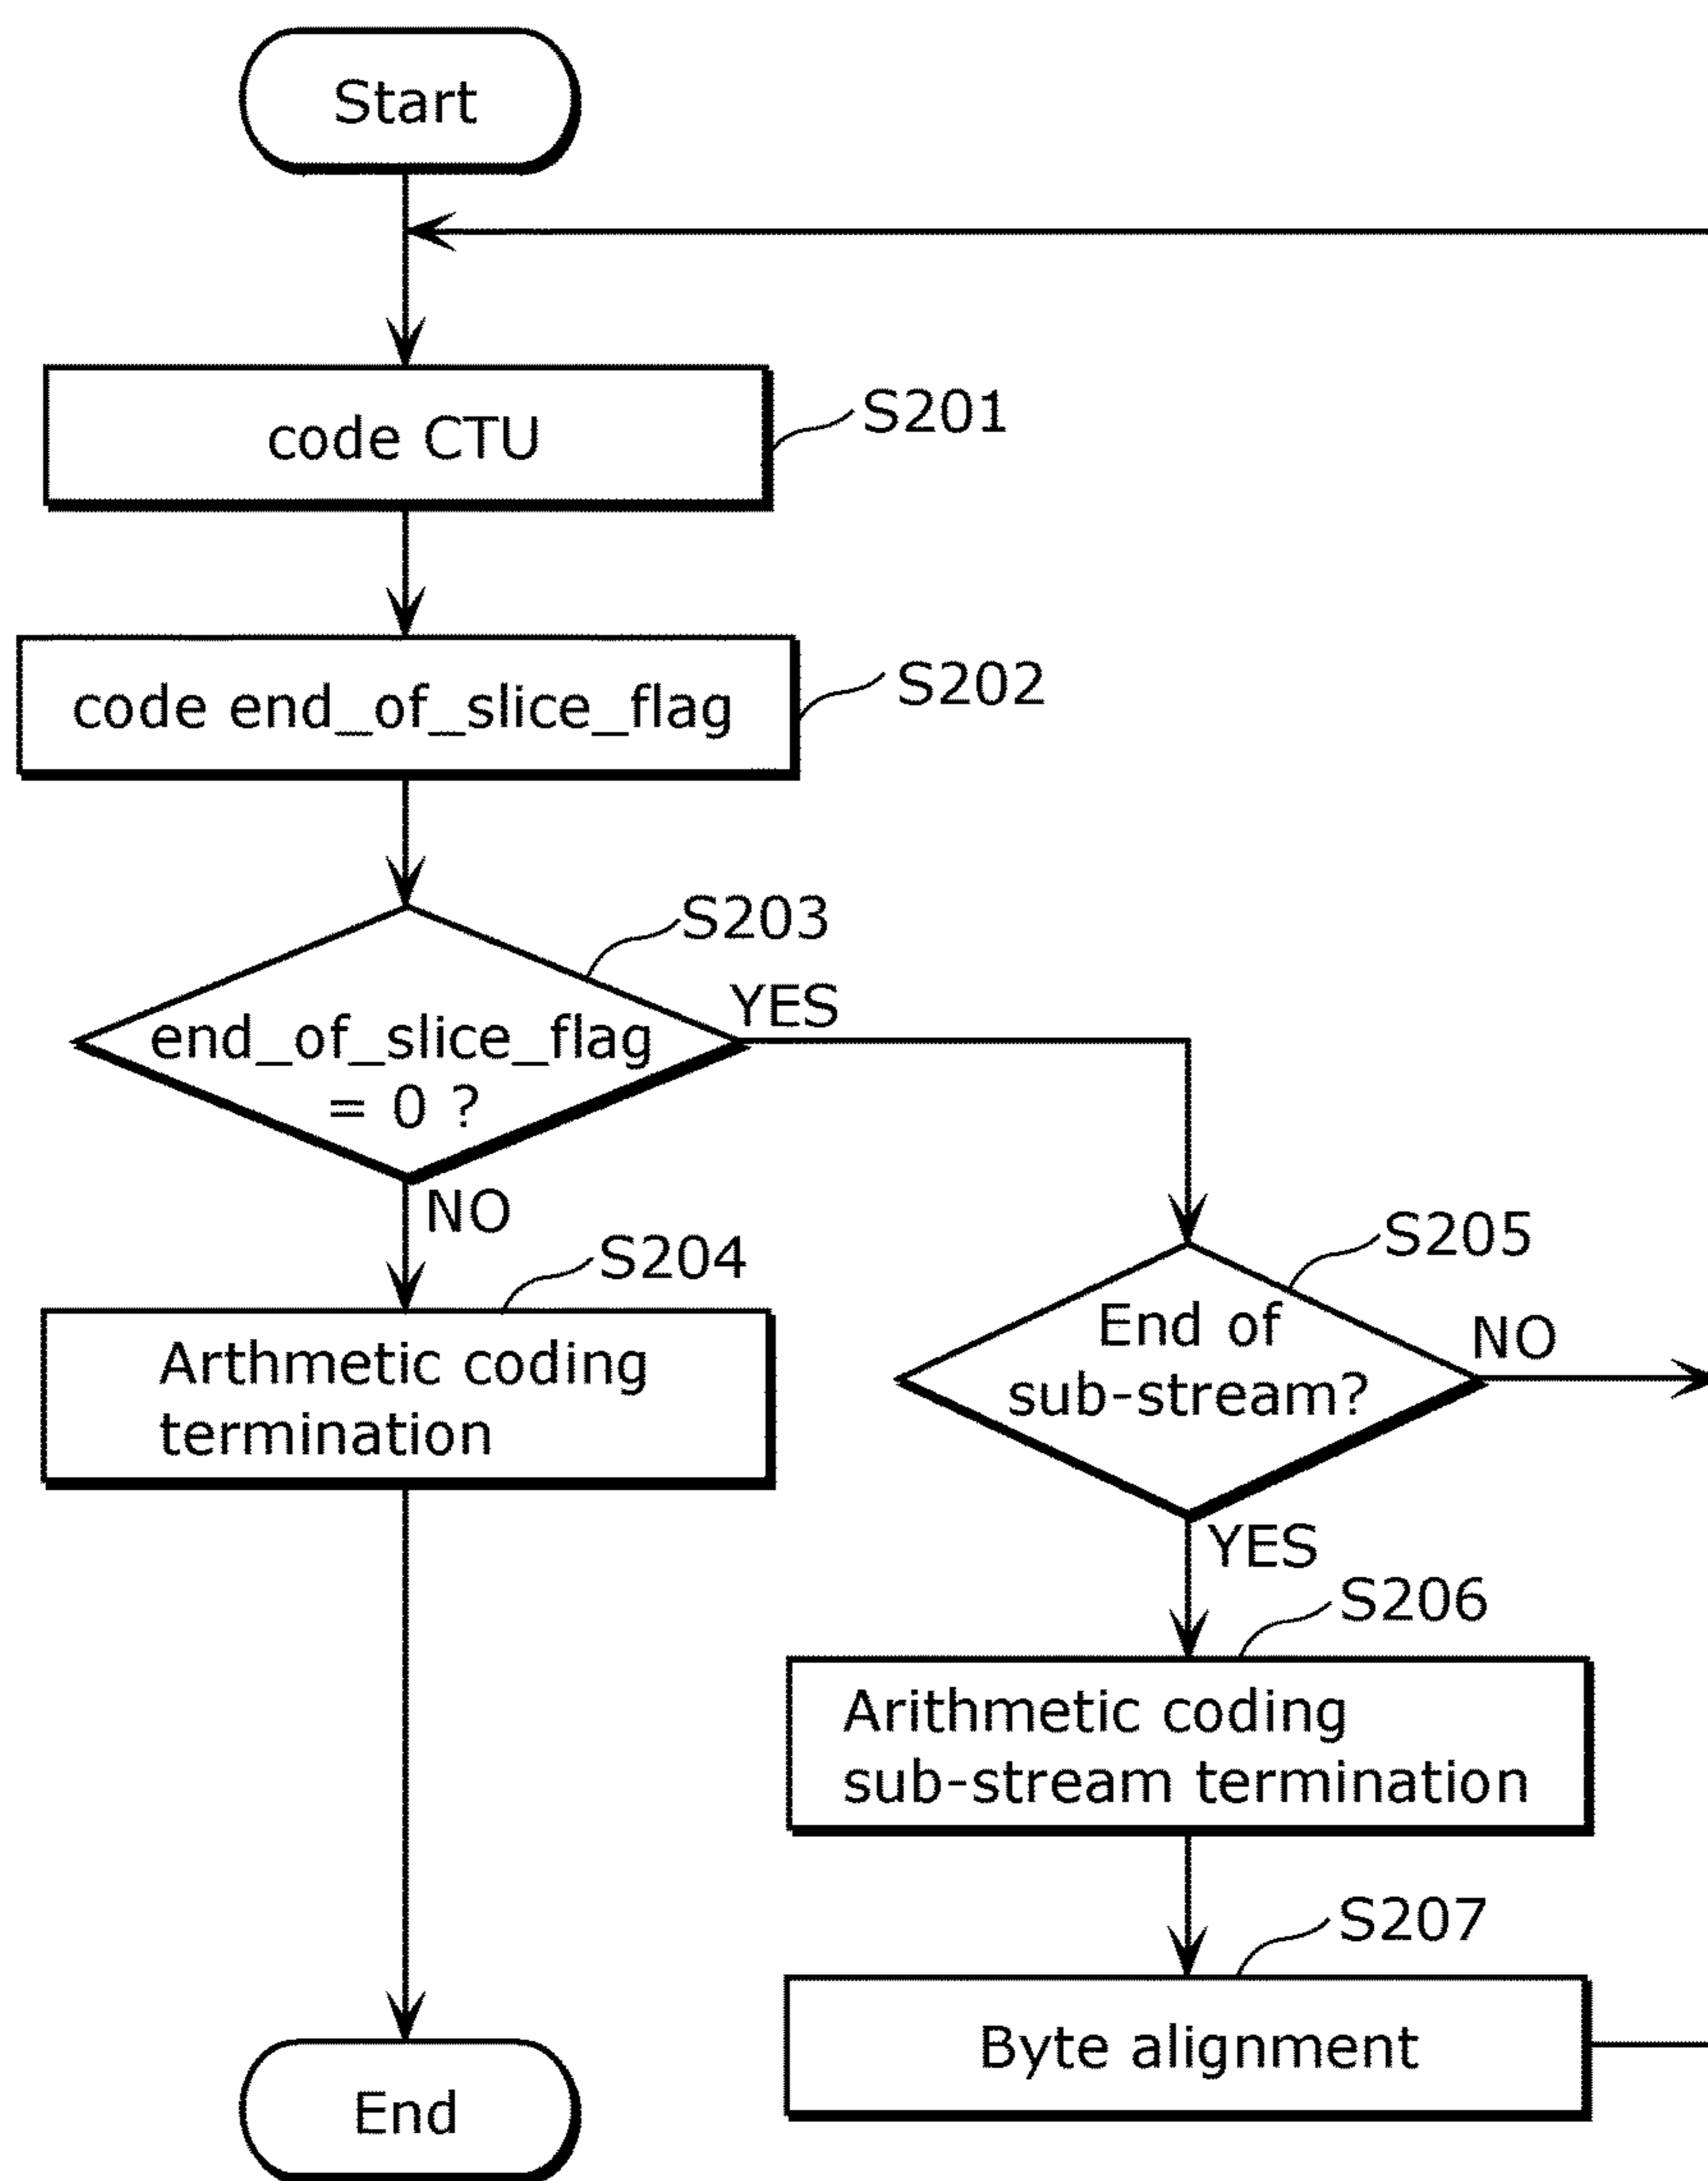 Start
code CTU
S201
code end_of_slice_flag
S202
S203
end_of_slice_flag
= 0 ?
YES
NO
S204
Arthmetic coding
termination
S205
End of
sub-stream?
NO
YES
S206
Arithmetic coding
sub-stream termination
S207
Byte alignment
End